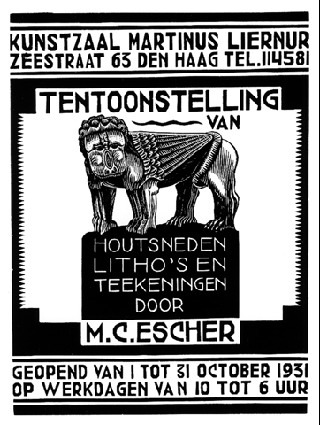 KUNSTZAAL MARTINUS LIERNUR
ZEESTRAAT 63 DEN HAAG TEL. 114581
TENTOONSTELLING
VAN
HOUTSNEDEN
LITHO'S EN
TEEKENINGEN
DOOR
M.C. ESCHER
GEOPEND VAN 1 TOT 31 OCTOBER 1931
OP WERKDAGEN VAN 10 TOT 6 UUR